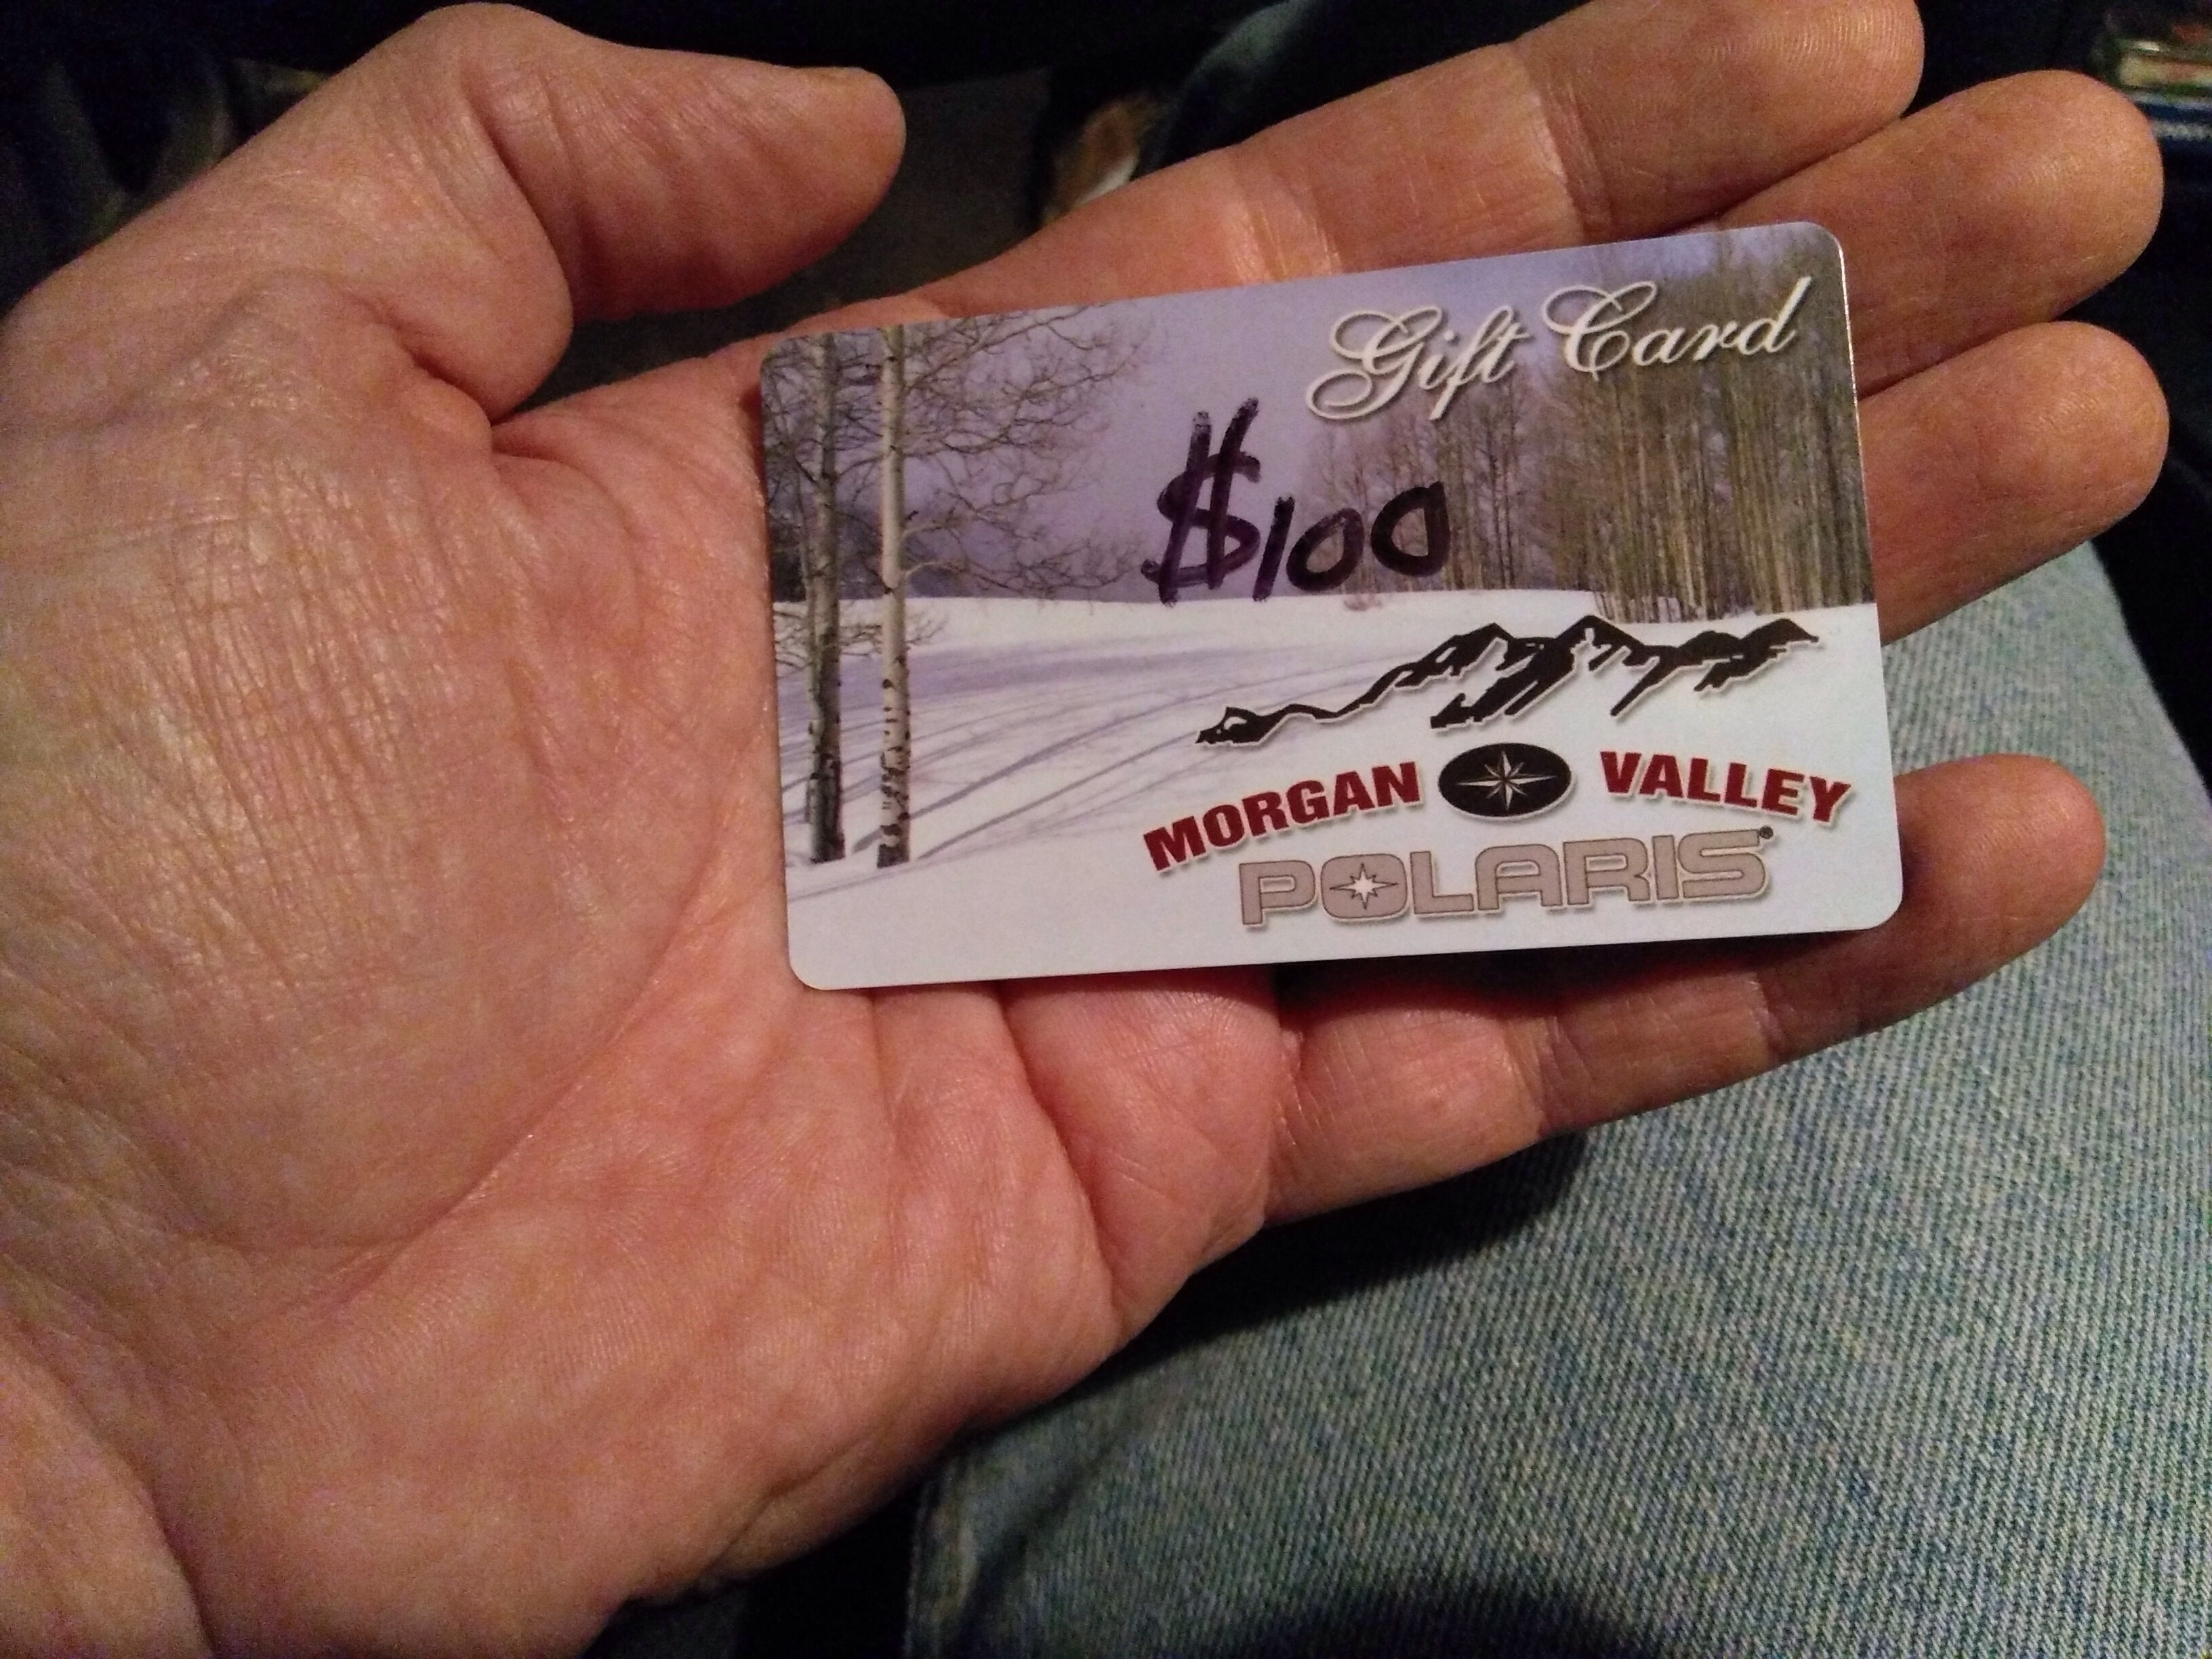 Gift Card
$100
MORGAN VALLEY
POLARIS®